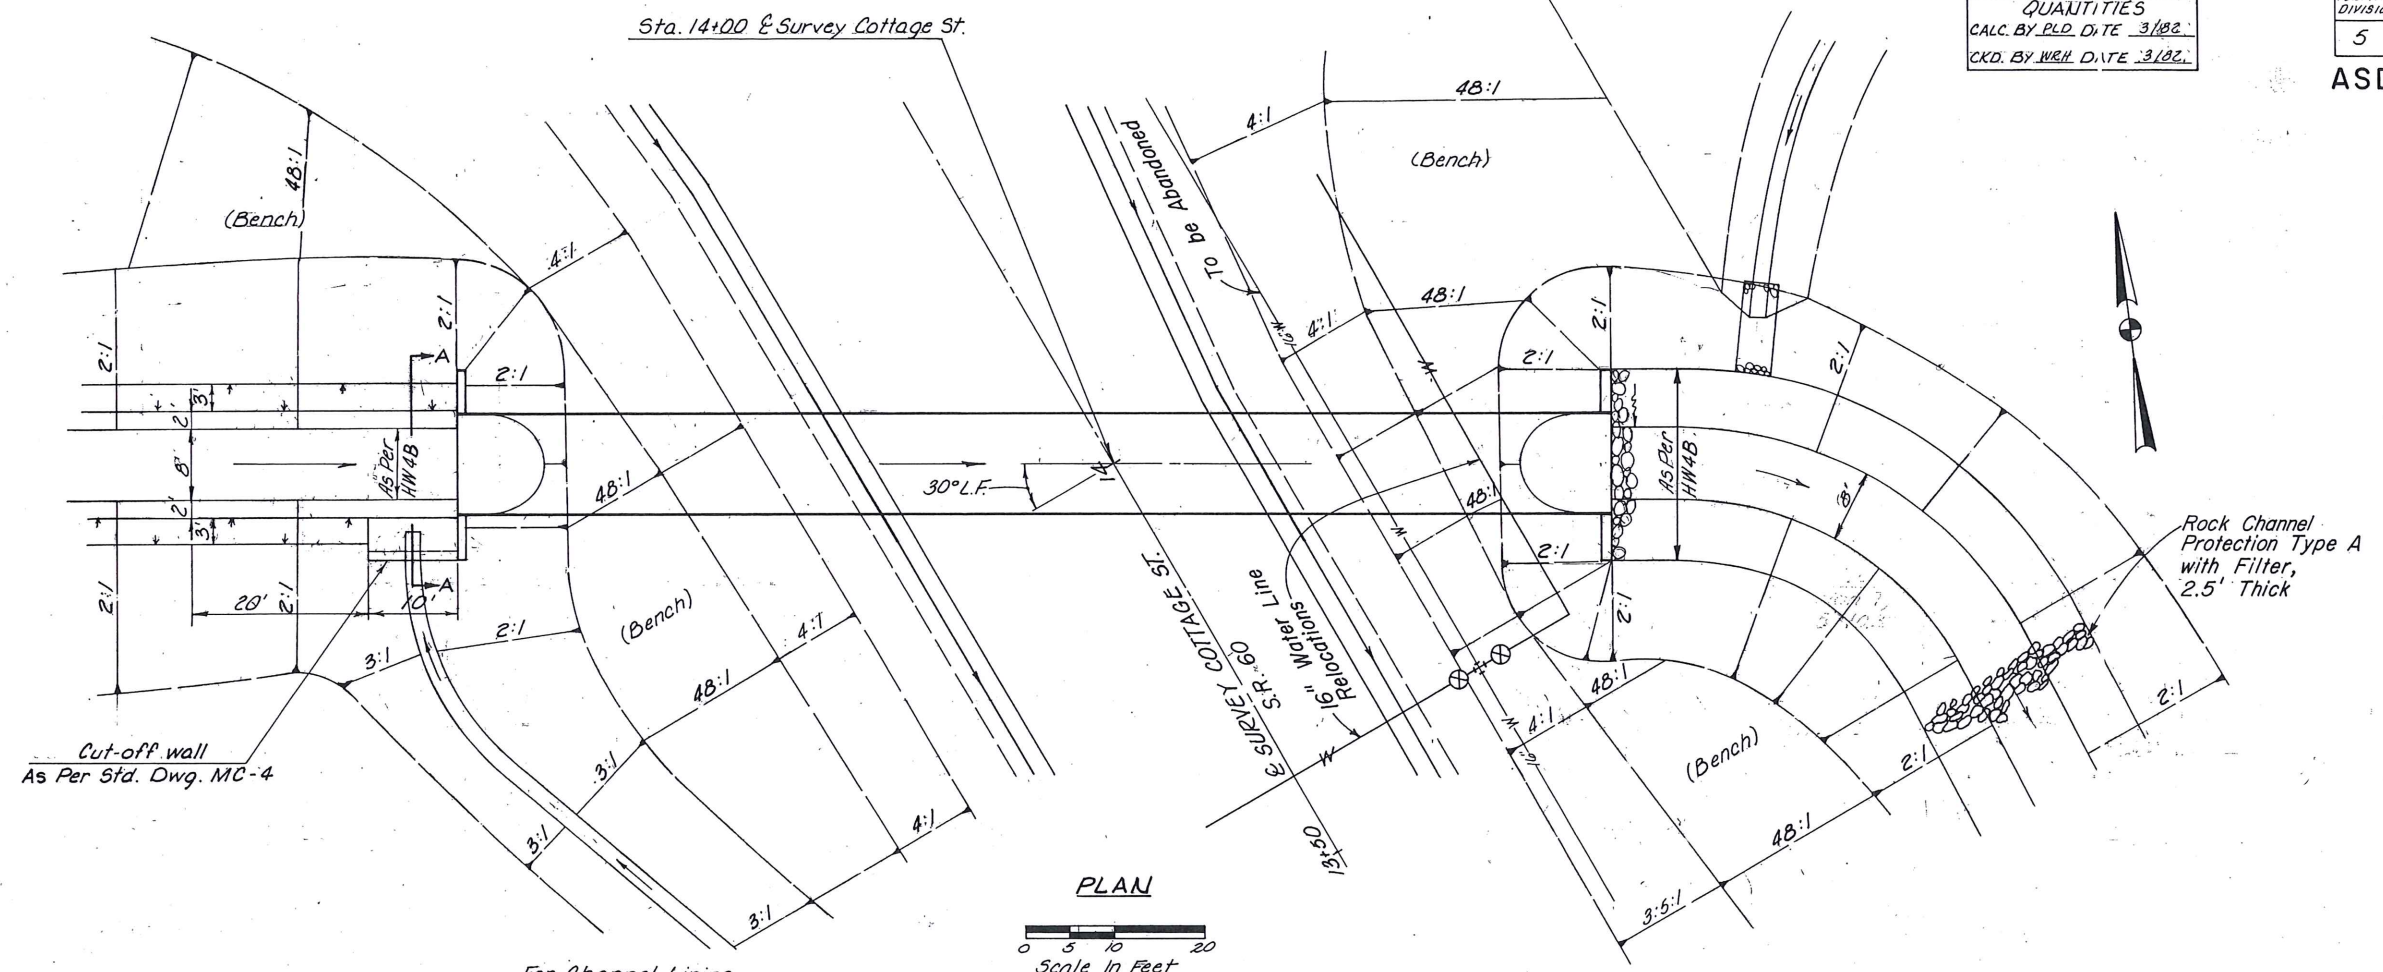 Sta. 14+00 ℄ Survey Cottage St.
QUANTITIES
CALC. BY PLD DATE 3/82
CKD. BY WRH DATE 3/82
5
ASD
48:1
4:1
(Bench)
To be Abandoned
48:1
(Bench)
4:1
48:1
4:1
16" W
W
2:1
2:1
2:1
A
2:1
3'
2'
8'
As Per
HW4B
2'
3'
2:1
2:1
2:1
20'
10'
A
2:1
3:1
48:1
(Bench)
4:1
48:1
3:1
3:1
3:1
4:1
Cut-off wall
As Per Std. Dwg. MC-4
30° L.F.
14
℄ SURVEY COTTAGE ST.
S.R. 60
13+50
16" Water Line
Relocations
W
W
48:1
2:1
2:1
2:1
As Per
HW4B
8'
2:1
Rock Channel
Protection Type A
with Filter,
2.5' Thick
48:1
4:1
W
16"
(Bench)
2:1
2:1
48:1
3.5:1
PLAN
0 5 10 20
Scale In Feet
For Channel Lining